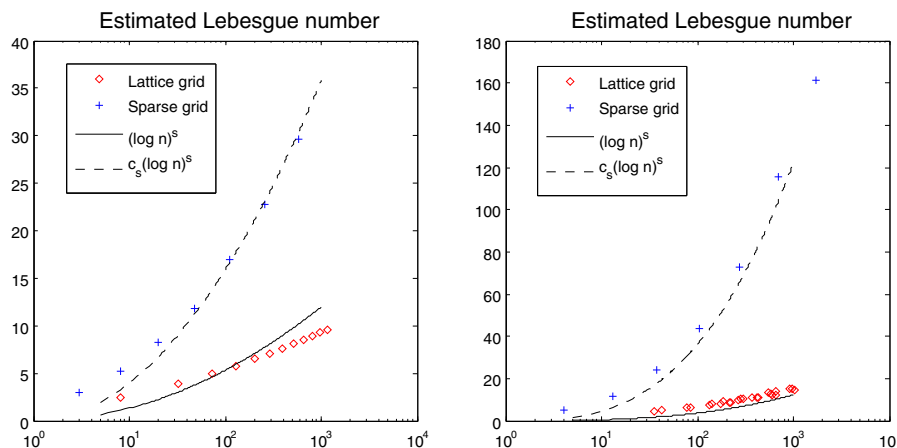 Estimated Lebesgue number
40
35
30
25
20
15
10
5
0
10^0
10^1
10^2
10^3
10^4
Lattice grid
Sparse grid
(log n)^s
c_s(log n)^s
Estimated Lebesgue number
180
160
140
120
100
80
60
40
20
0
10^0
10^1
10^2
10^3
10
Lattice grid
Sparse grid
(log n)^s
c_s(log n)^s